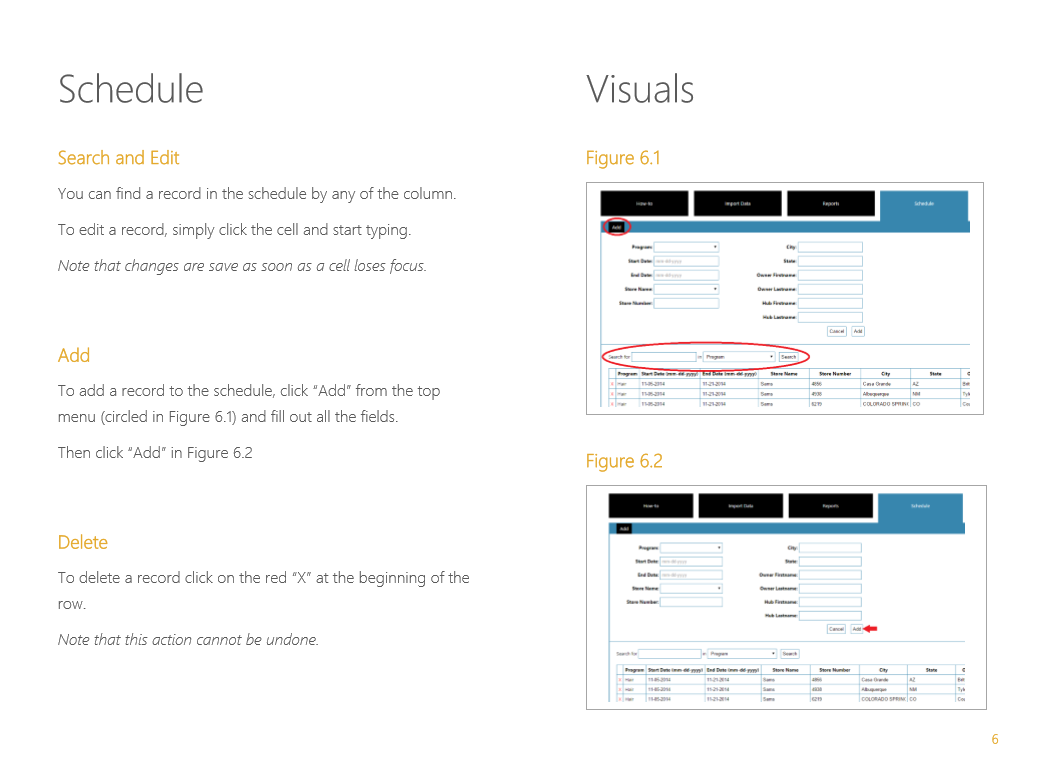 Schedule
Search and Edit
You can find a record in the schedule by any of the column.
To edit a record, simply click the cell and start typing.
Note that changes are save as soon as a cell loses focus.
Add
To add a record to the schedule, click “Add” from the top
menu (circled in Figure 6.1) and fill out all the fields.
Then click “Add” in Figure 6.2
Delete
To delete a record click on the red “X” at the beginning of the
row.
Note that this action cannot be undone.
Visuals
Figure 6.1
How-to Import Data Reports Schedule
Add
Program: City:
Start Date: mm-dd-yyyy State:
End Date: mm-dd-yyyy Owner Firstname:
Store Name: Owner Lastname:
Store Number: Hub Firstname:
Hub Lastname:
Cancel Add
Search for in Program Search
Program Start Date (mm-dd-yyyy) End Date (mm-dd-yyyy) Store Name Store Number City State
X Hair 11-05-2014 11-21-2014 Sams 4856 Casa Grande AZ
X Hair 11-05-2014 11-21-2014 Sams 4938 Albuquerque NM Tyle
X Hair 11-05-2014 11-21-2014 Sams 6219 COLORADO SPRING CO
Figure 6.2
How-to Import Data Reports Schedule
Add
Program: City:
Start Date: mm-dd-yyyy State:
End Date: mm-dd-yyyy Owner Firstname:
Store Name: Owner Lastname:
Store Number: Hub Firstname:
Hub Lastname:
Cancel Add
Search for in Program Search
Program Start Date (mm-dd-yyyy) End Date (mm-dd-yyyy) Store Name Store Number City State
X Hair 11-05-2014 11-21-2014 Sams 4856 Casa Grande AZ
X Hair 11-05-2014 11-21-2014 Sams 4938 Albuquerque NM
X Hair 11-05-2014 11-21-2014 Sams 6219 COLORADO SPRING CO
6